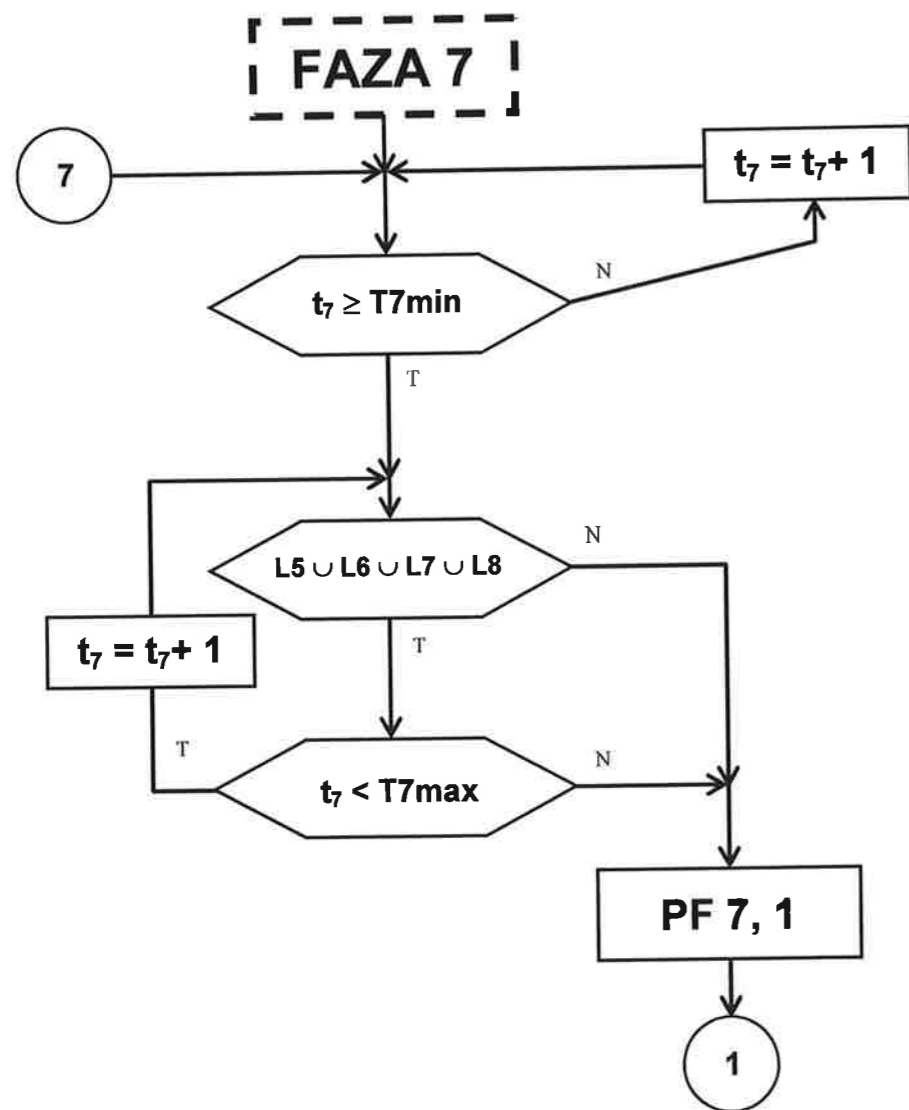 FAZA 7
7
t₇ = t₇+ 1
N
t₇ ≥ T7min
T
L5 ∪ L6 ∪ L7 ∪ L8
N
t₇ = t₇+ 1
T
T
t₇ < T7max
N
PF 7, 1
1